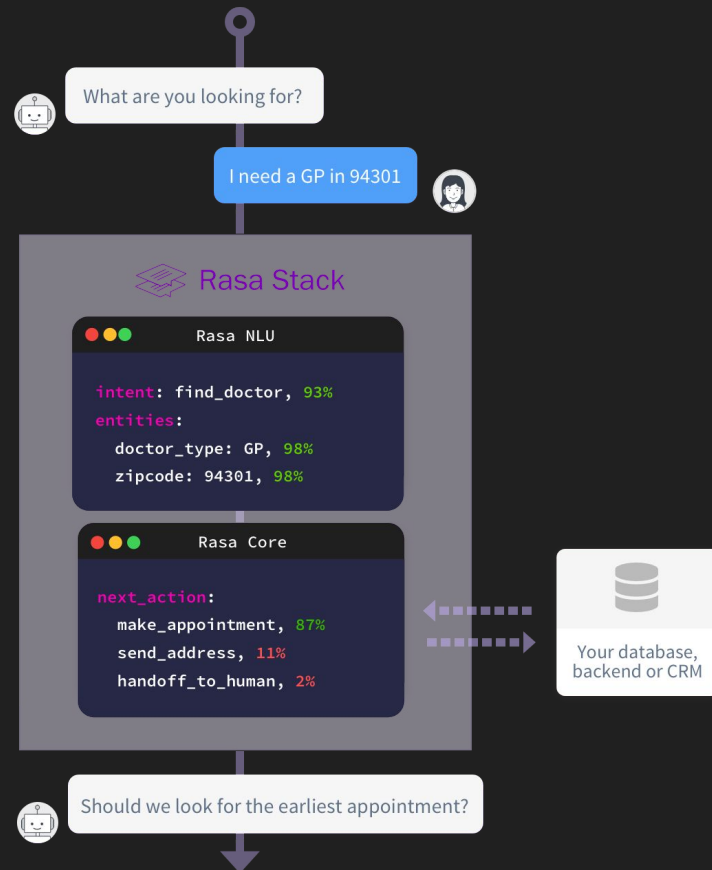 What are you looking for?
I need a GP in 94301
Rasa Stack
Rasa NLU
intent: find_doctor, 93%
entities:
doctor_type: GP, 98%
zipcode: 94301, 98%
Rasa Core
next_action:
make_appointment, 87%
send_address, 11%
handoff_to_human, 2%
Your database,
backend or CRM
Should we look for the earliest appointment?